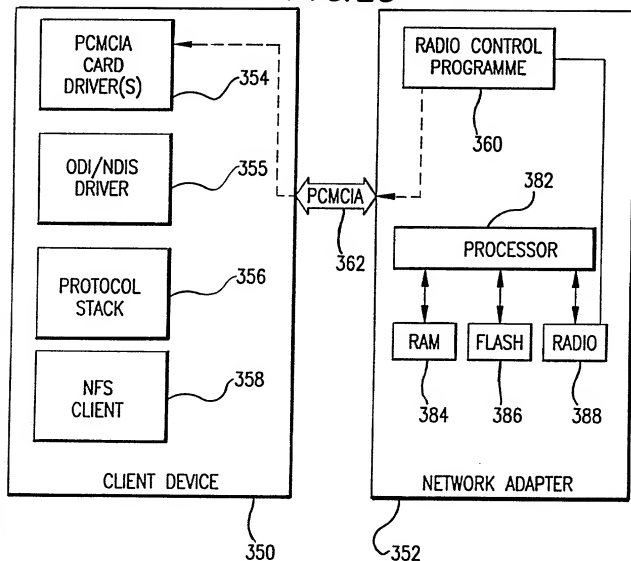 PCMCIA
CARD
DRIVER(S)
354
ODI/NDIS
DRIVER
355
PROTOCOL
STACK
356
NFS
CLIENT
358
CLIENT DEVICE
350
PCMCIA
362
RADIO CONTROL
PROGRAMME
360
382
PROCESSOR
RAM
FLASH
RADIO
384
386
388
NETWORK ADAPTER
352